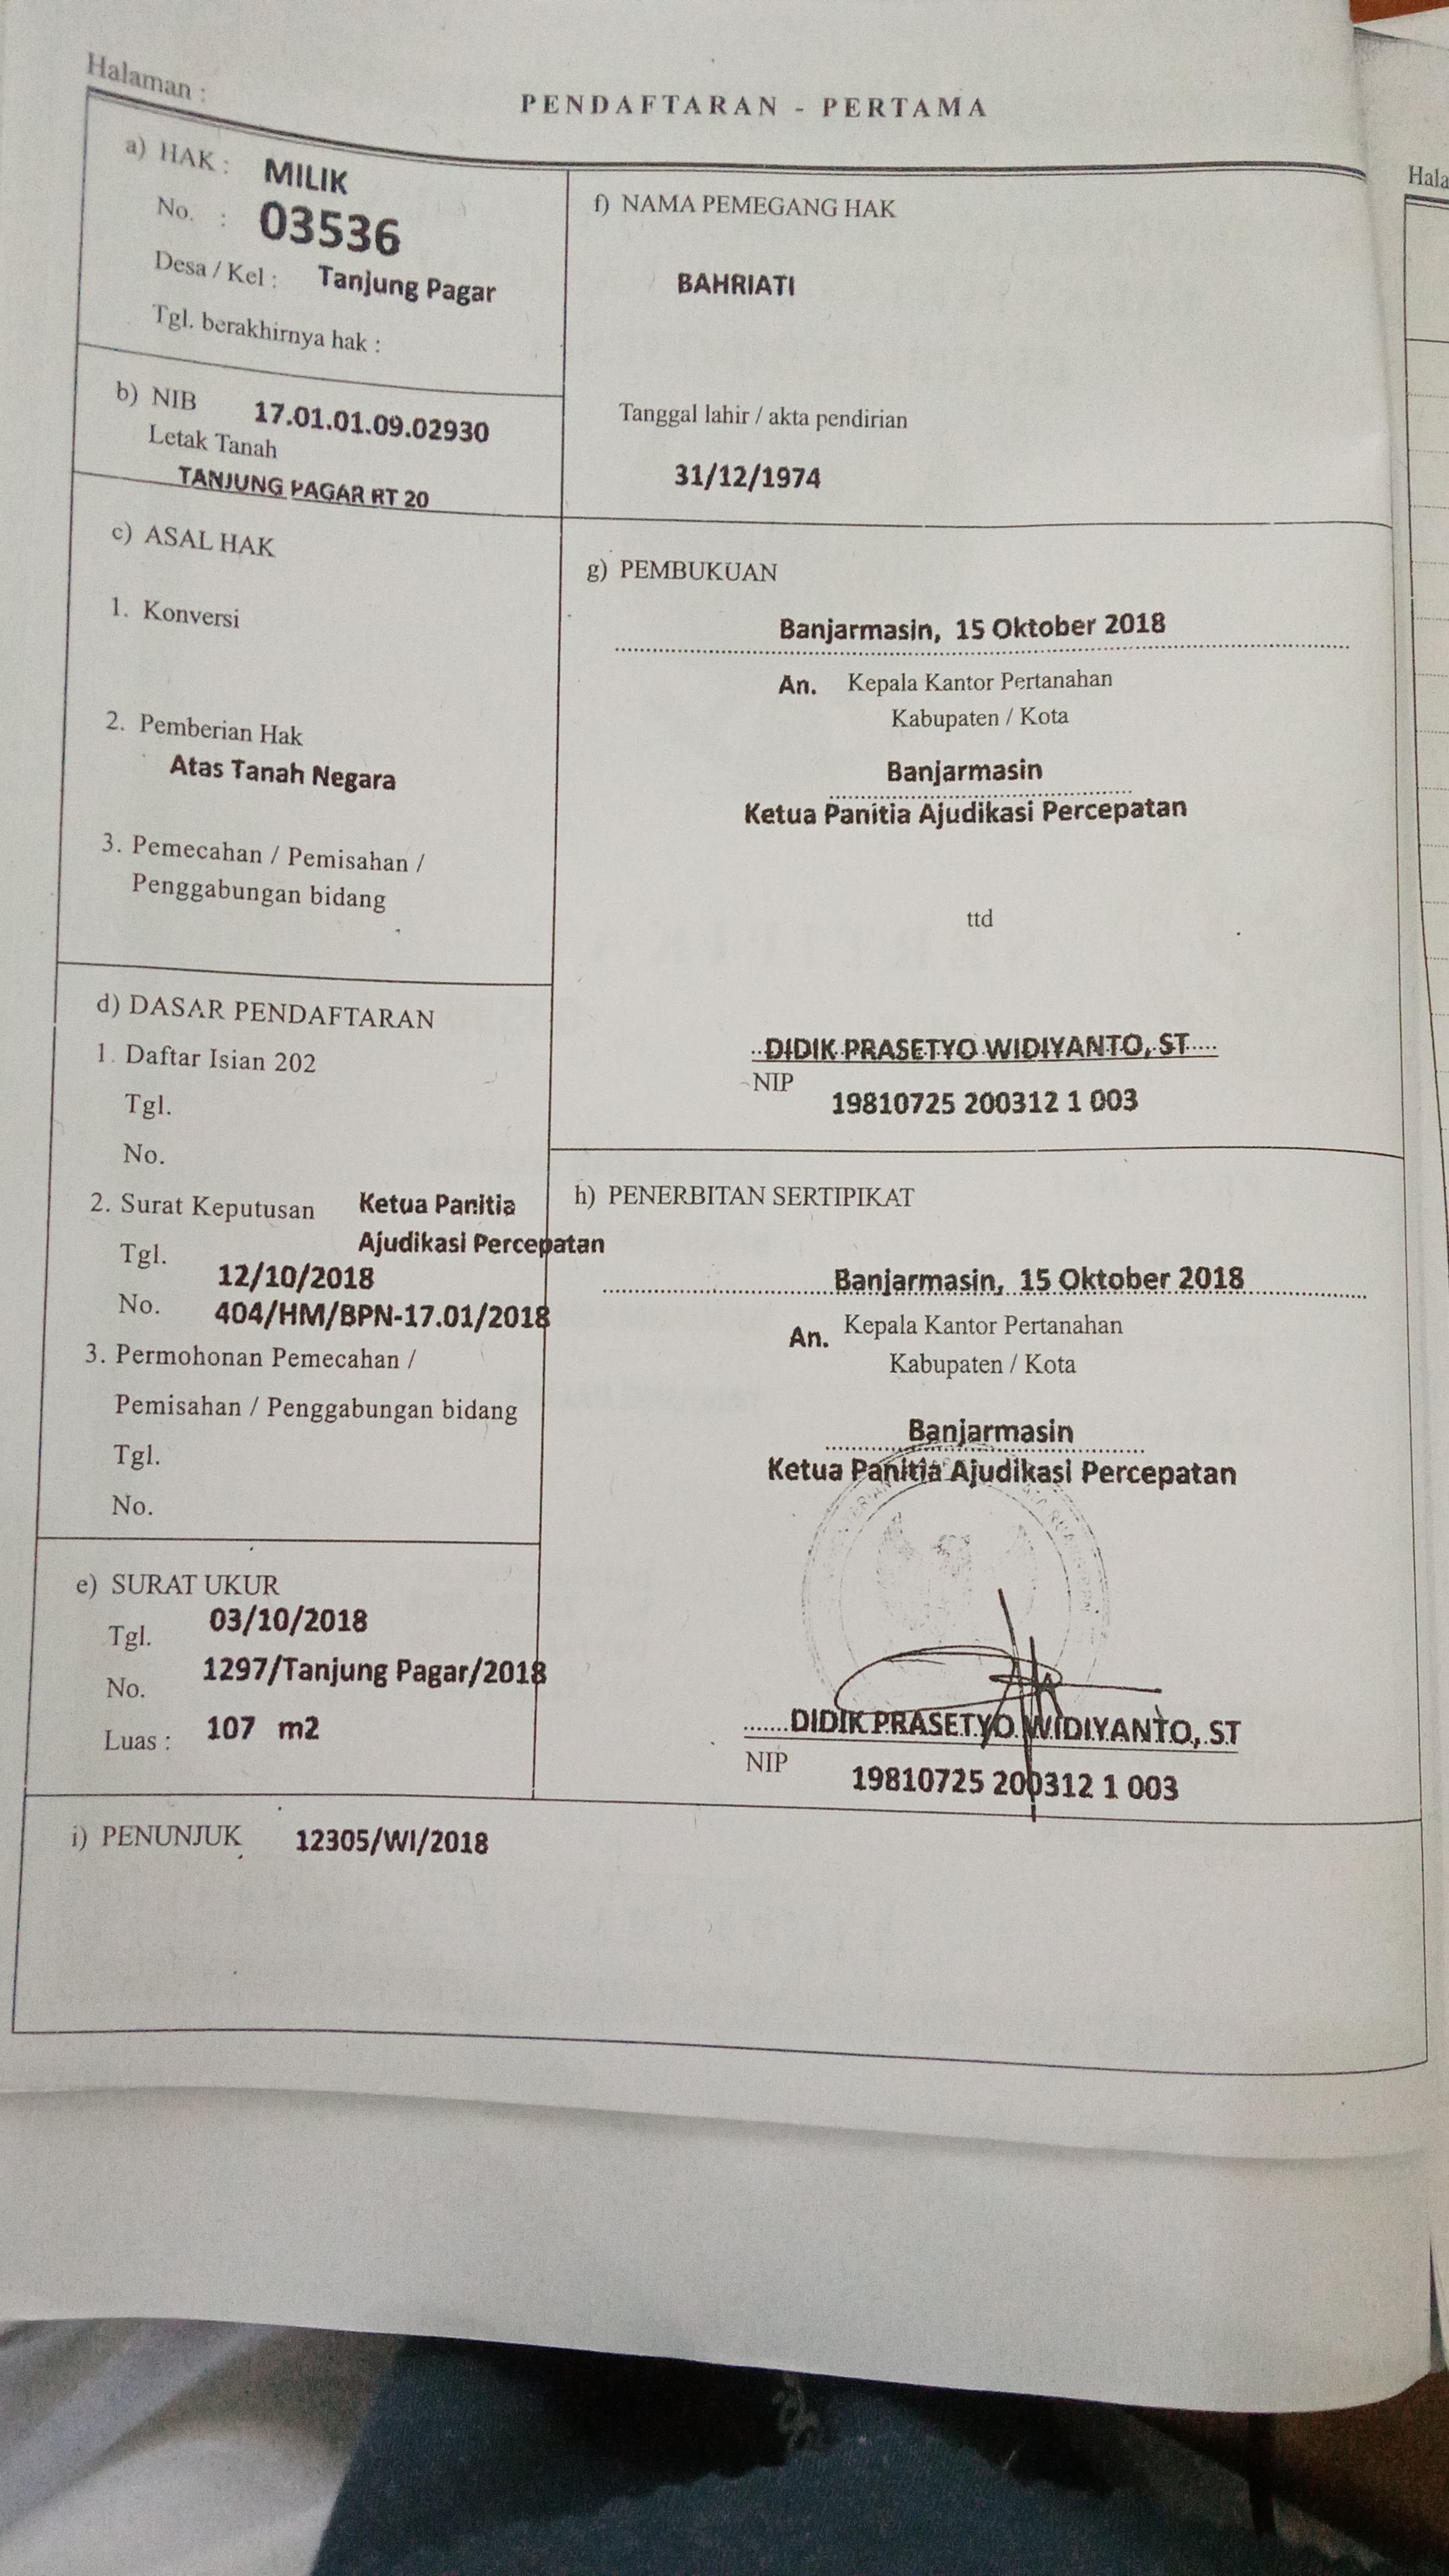 Halaman :
PENDAFTARAN - PERTAMA
a) HAK : MILIK
No. : 03536
Desa / Kel : Tanjung Pagar
Tgl. berakhirnya hak :
b) NIB 17.01.01.09.02930
Letak Tanah
TANJUNG PAGAR RT 20
c) ASAL HAK
1. Konversi
2. Pemberian Hak
Atas Tanah Negara
3. Pemecahan / Pemisahan /
Penggabungan bidang
d) DASAR PENDAFTARAN
1. Daftar Isian 202
Tgl.
No.
2. Surat Keputusan Ketua Panitia
Ajudikasi Percepatan
Tgl. 12/10/2018
No. 404/HM/BPN-17.01/2018
3. Permohonan Pemecahan /
Pemisahan / Penggabungan bidang
Tgl.
No.
e) SURAT UKUR
Tgl. 03/10/2018
No. 1297/Tanjung Pagar/2018
Luas : 107 m2
f) NAMA PEMEGANG HAK
BAHRIATI
Tanggal lahir / akta pendirian
31/12/1974
g) PEMBUKUAN
Banjarmasin, 15 Oktober 2018
An. Kepala Kantor Pertanahan
Kabupaten / Kota
Banjarmasin
Ketua Panitia Ajudikasi Percepatan
ttd
DIDIK PRASETYO WIDIYANTO, ST
NIP
19810725 200312 1 003
h) PENERBITAN SERTIPIKAT
Banjarmasin, 15 Oktober 2018
An. Kepala Kantor Pertanahan
Kabupaten / Kota
Banjarmasin
Ketua Panitia Ajudikasi Percepatan
DIDIK PRASETYO WIDIYANTO, ST
NIP
19810725 200312 1 003
i) PENUNJUK 12305/WI/2018
Hala